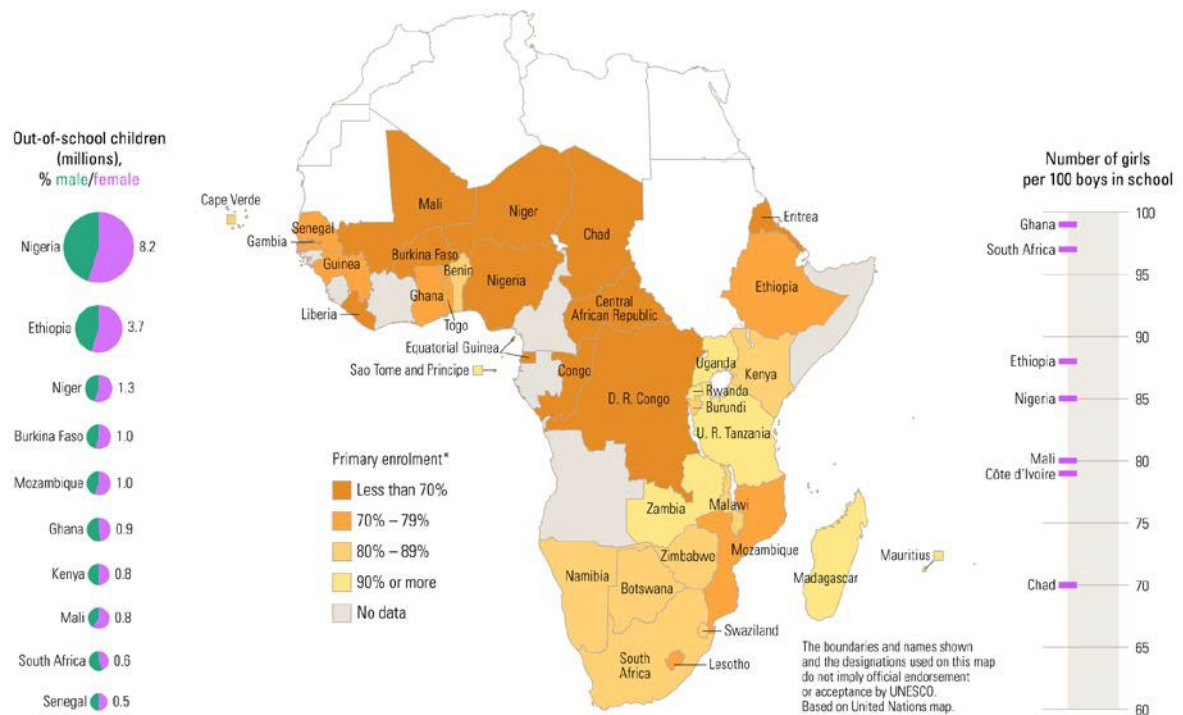 Out-of-school children
(millions),
% male/female
Nigeria 8.2
Ethiopia 3.7
Niger 1.3
Burkina Faso 1.0
Mozambique 1.0
Ghana 0.9
Kenya 0.8
Mali 0.8
South Africa 0.6
Senegal 0.5
Cape Verde
Senegal
Gambia
Guinea
Liberia
Mali
Burkina Faso
Ghana
Togo
Benin
Niger
Nigeria
Chad
Central
African Republic
Equatorial Guinea
Sao Tome and Principe
Congo
D. R. Congo
Eritrea
Ethiopia
Uganda
Kenya
Rwanda
Burundi
U. R. Tanzania
Zambia
Malawi
Mozambique
Zimbabwe
Namibia
Botswana
Swaziland
South
Africa
Lesotho
Madagascar
Mauritius
Primary enrolment*
Less than 70%
70% – 79%
80% – 89%
90% or more
No data
The boundaries and names shown
and the designations used on this map
do not imply official endorsement
or acceptance by UNESCO.
Based on United Nations map.
Number of girls
per 100 boys in school
100
Ghana
South Africa
95
90
Ethiopia
Nigeria
85
Mali
80
Côte d'Ivoire
75
Chad
70
65
60